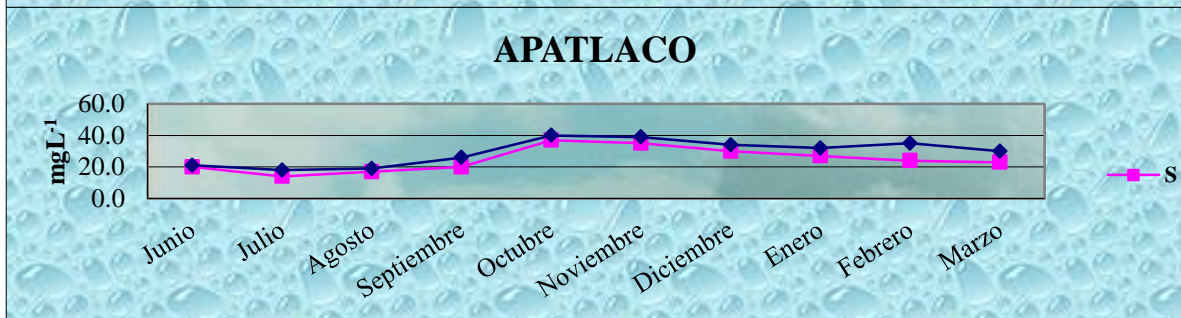 APATLACO
mgL-1
60.0
40.0
20.0
0.0
Junio Julio Agosto Septiembre Octubre Noviembre Diciembre Enero Febrero Marzo
S